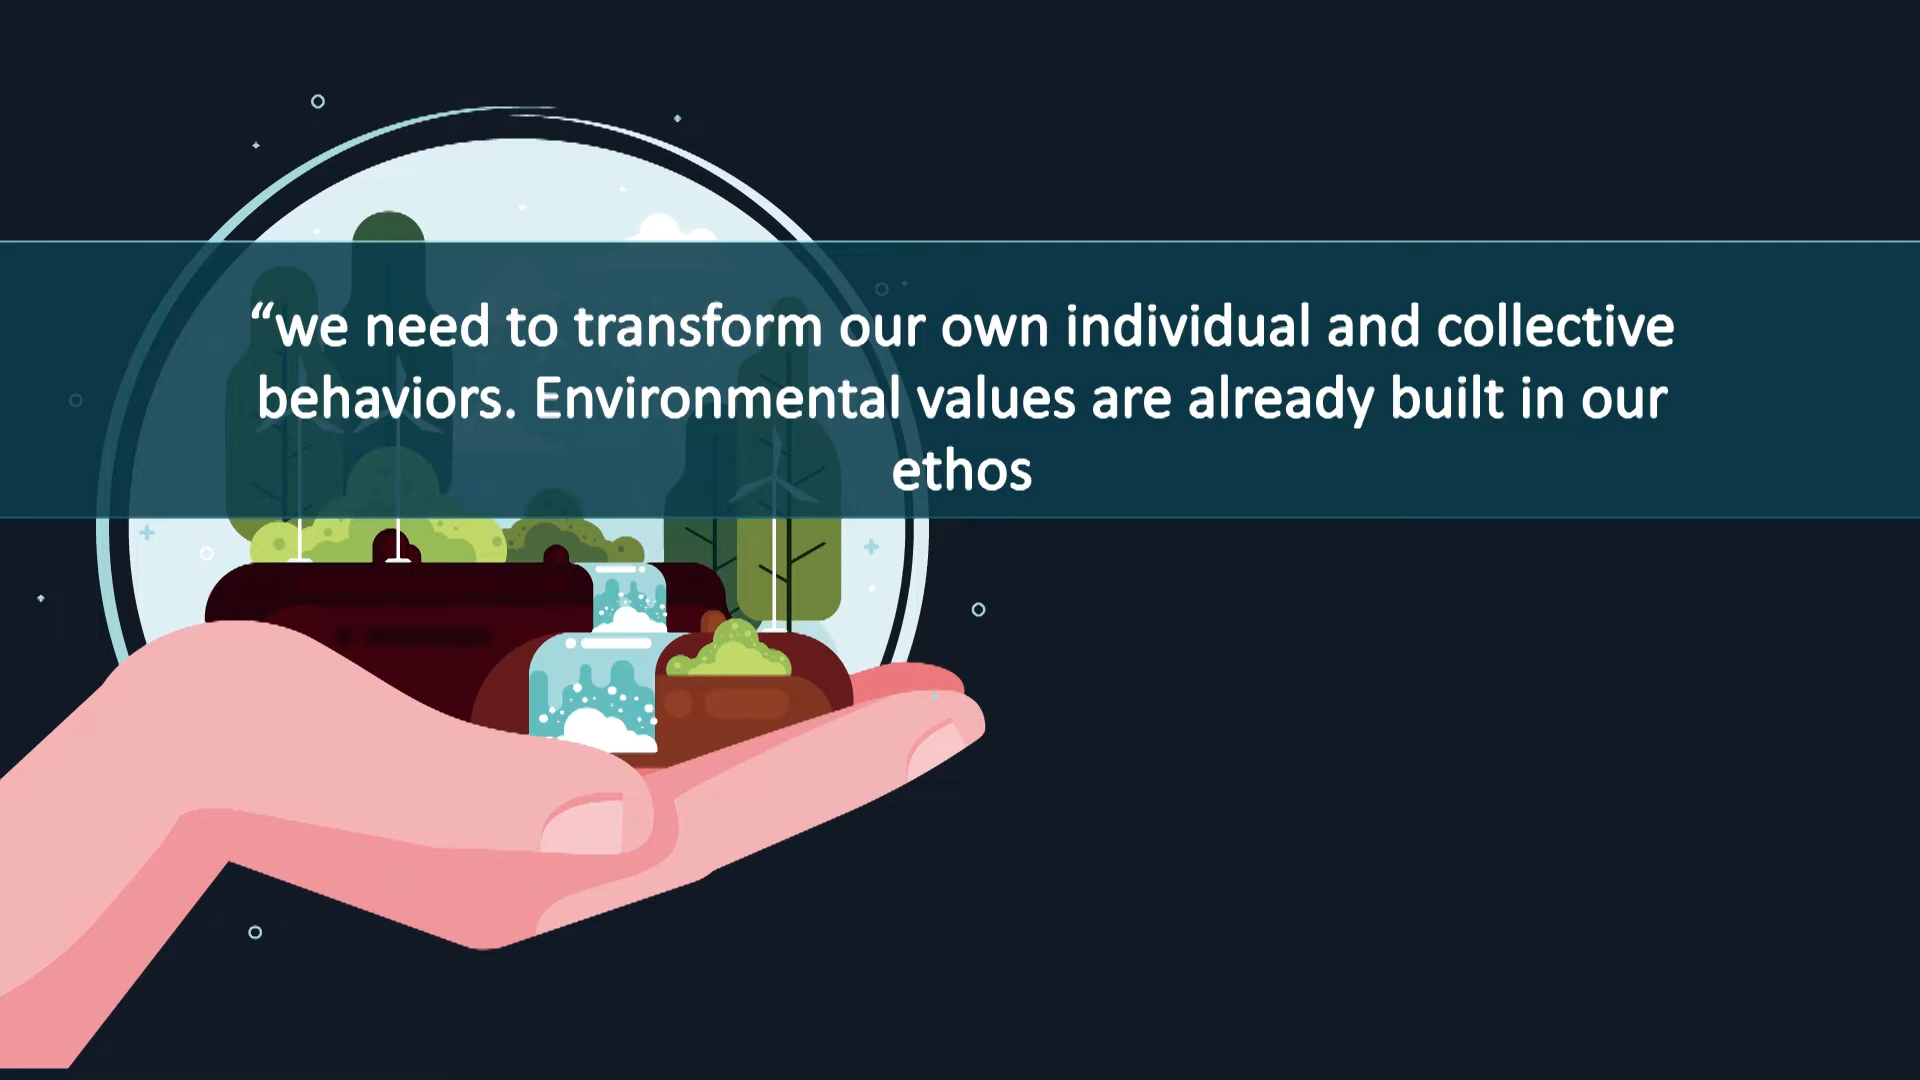 “we need to transform our own individual and collective
behaviors. Environmental values are already built in our
ethos